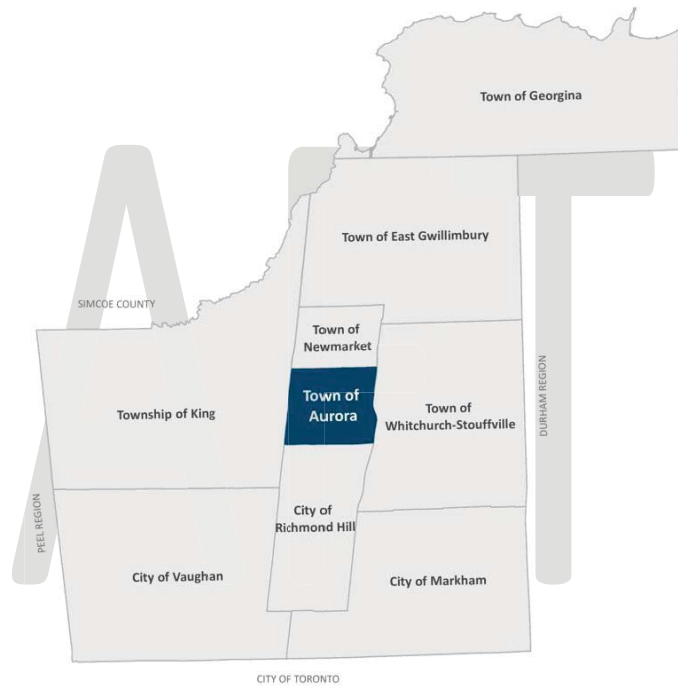 Town of Georgina
Town of East Gwillimbury
SIMCOE COUNTY
Town of
Newmarket
Town of
Aurora
Township of King
Town of
Whitchurch-Stouffville
DURHAM REGION
PEEL REGION
City of
Richmond Hill
City of Vaughan
City of Markham
CITY OF TORONTO